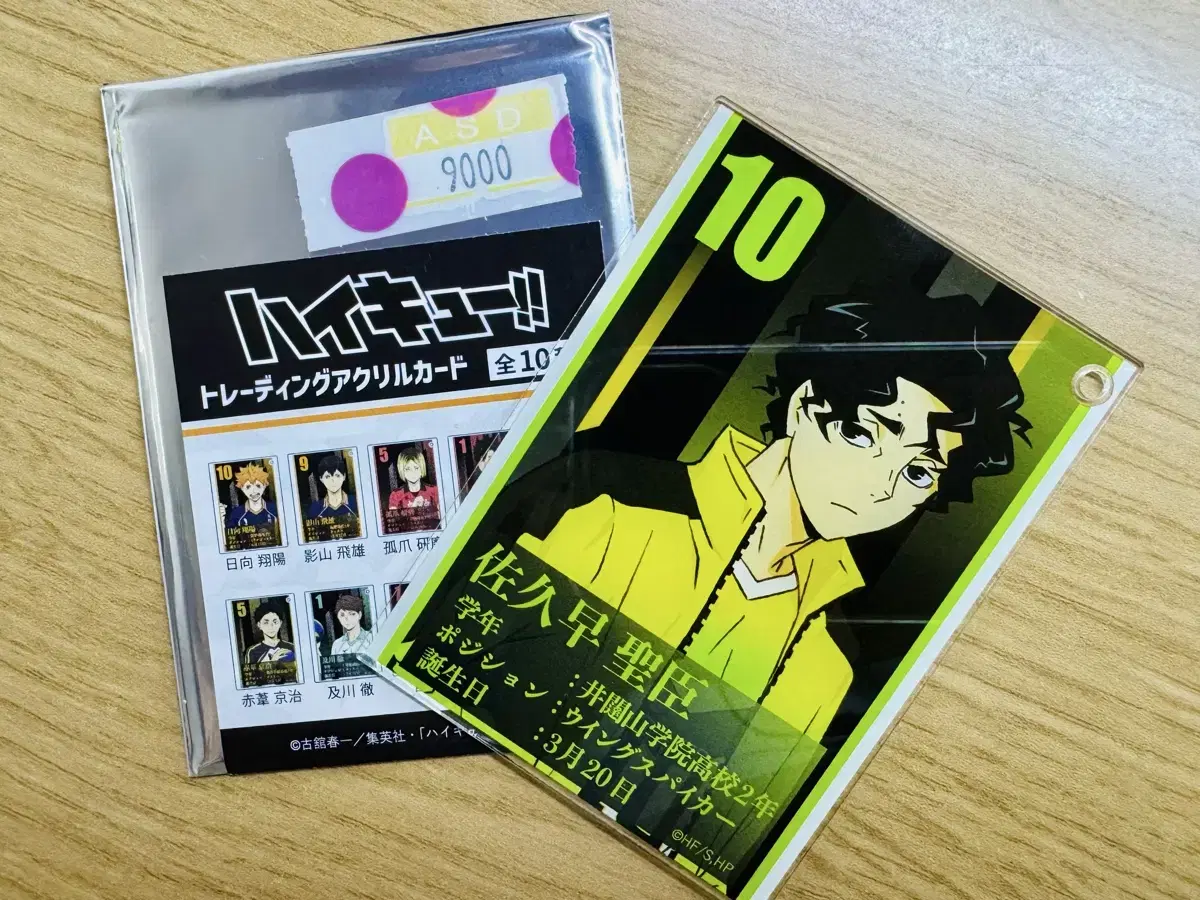 ASD
9000
ハイキュー!!
トレーディングアクリルカード
全10
10
9
5
1
日向 翔陽
影山 飛雄
孤爪 研
5
1
赤葦 京治
及川 徹
©古舘春一/集英社・「ハイキ
10
佐久早 聖臣
学年:井闥山学院高校2年
ポジション:ウイングスパイカー
誕生日:3月20日
©HF/S,HP